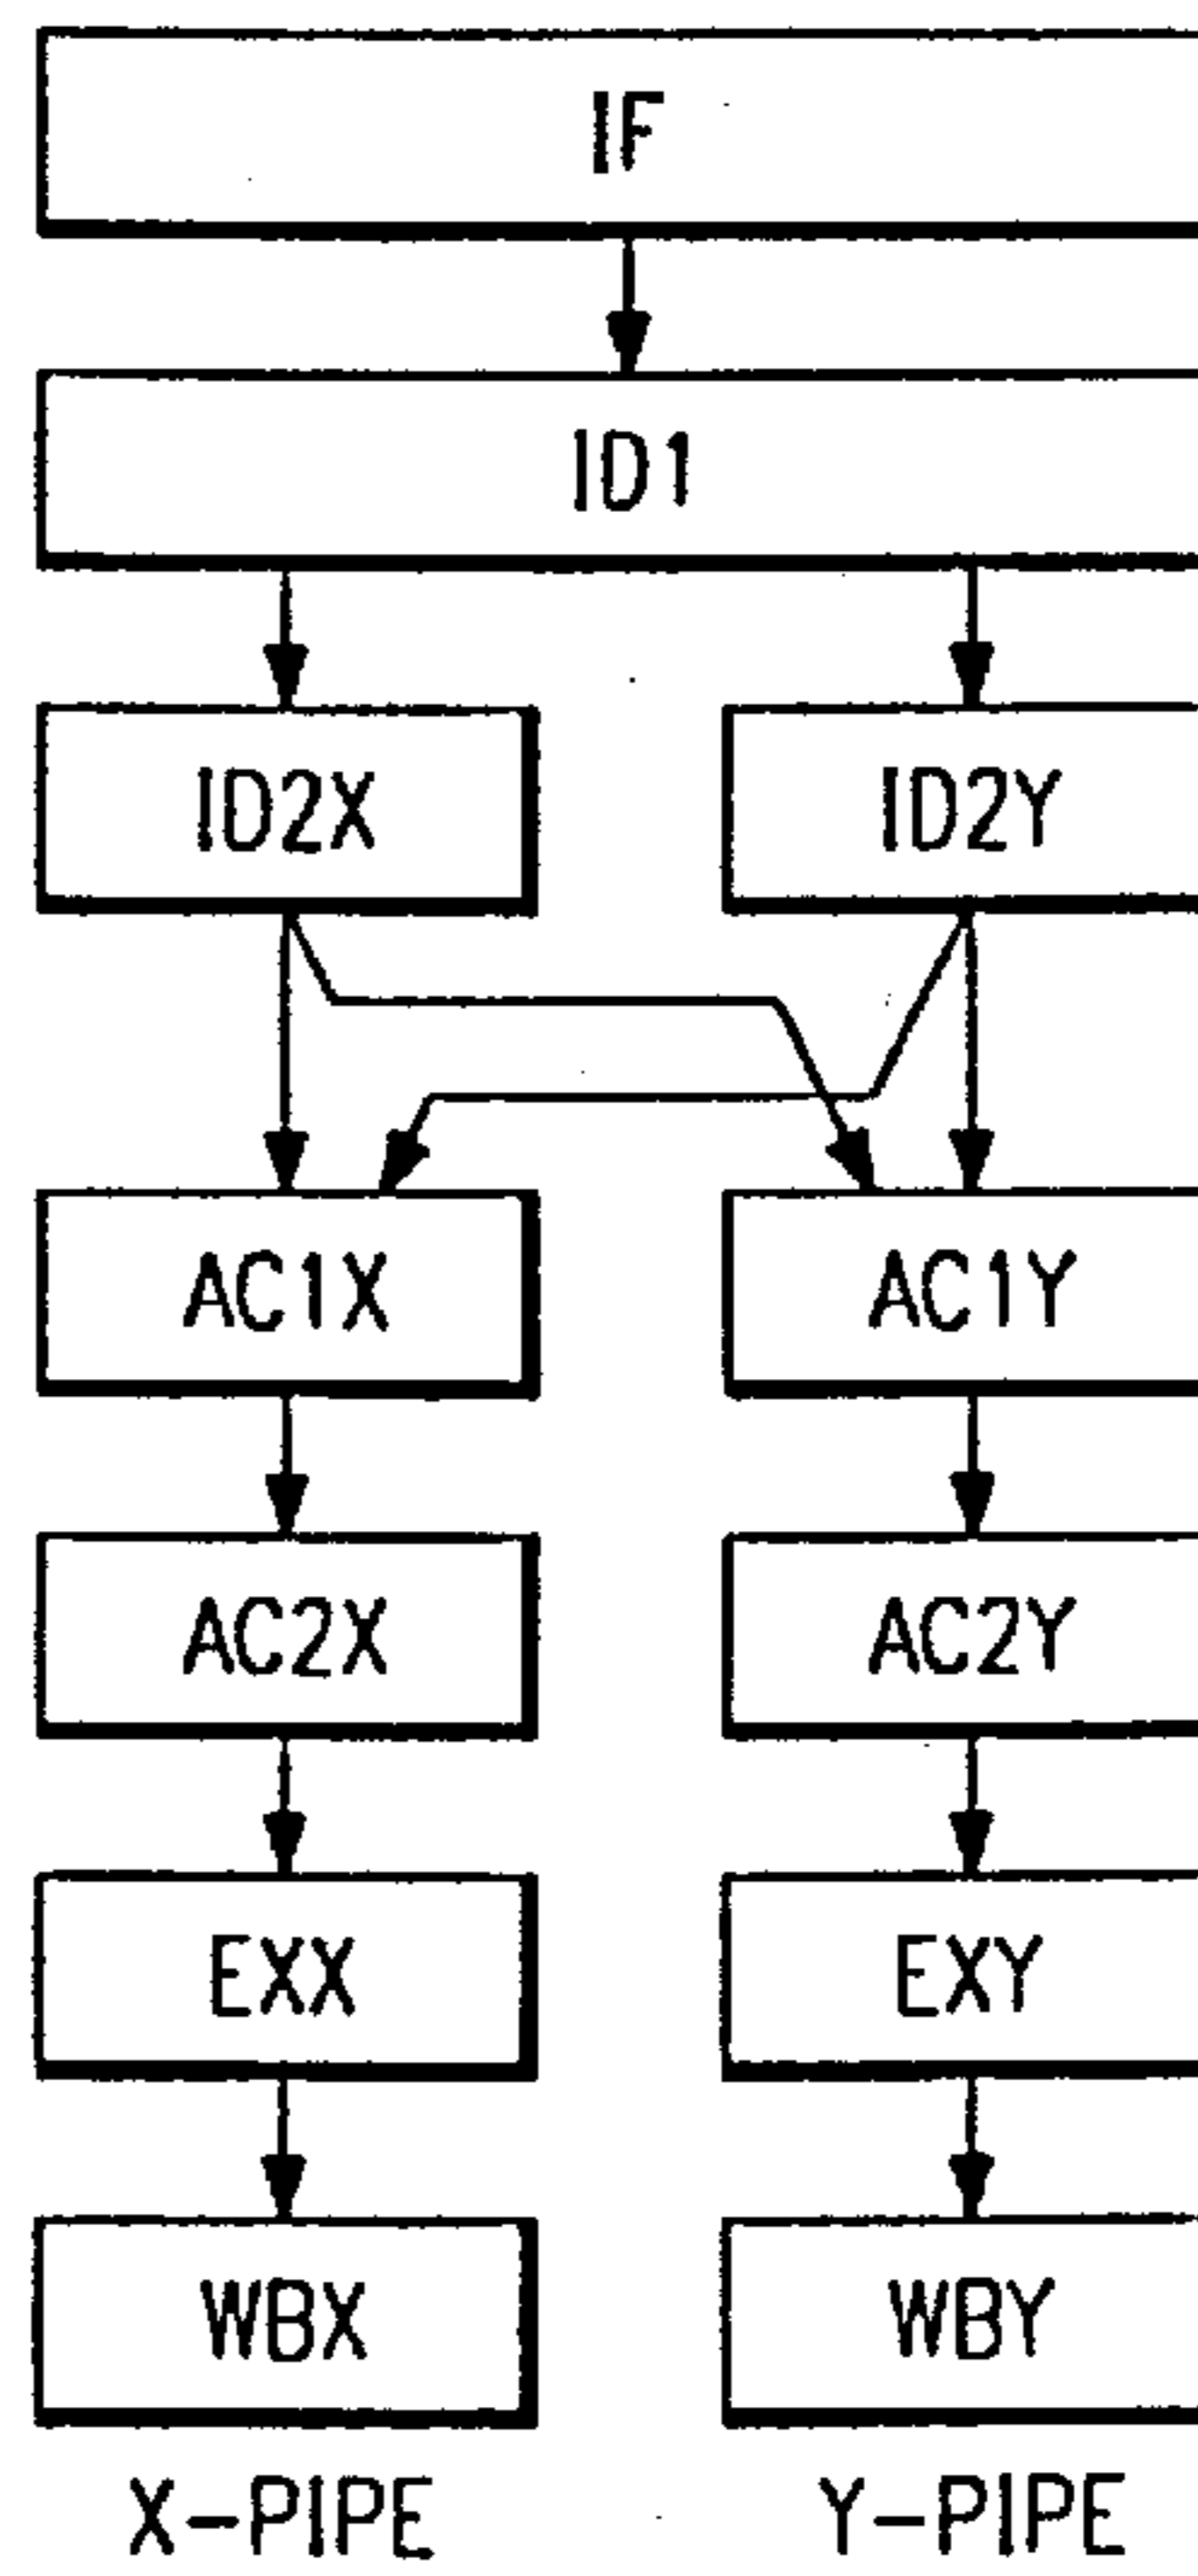 IF
ID1
ID2X
ID2Y
AC1X
AC1Y
AC2X
AC2Y
EXX
EXY
WBX
WBY
X-PIPE
Y-PIPE